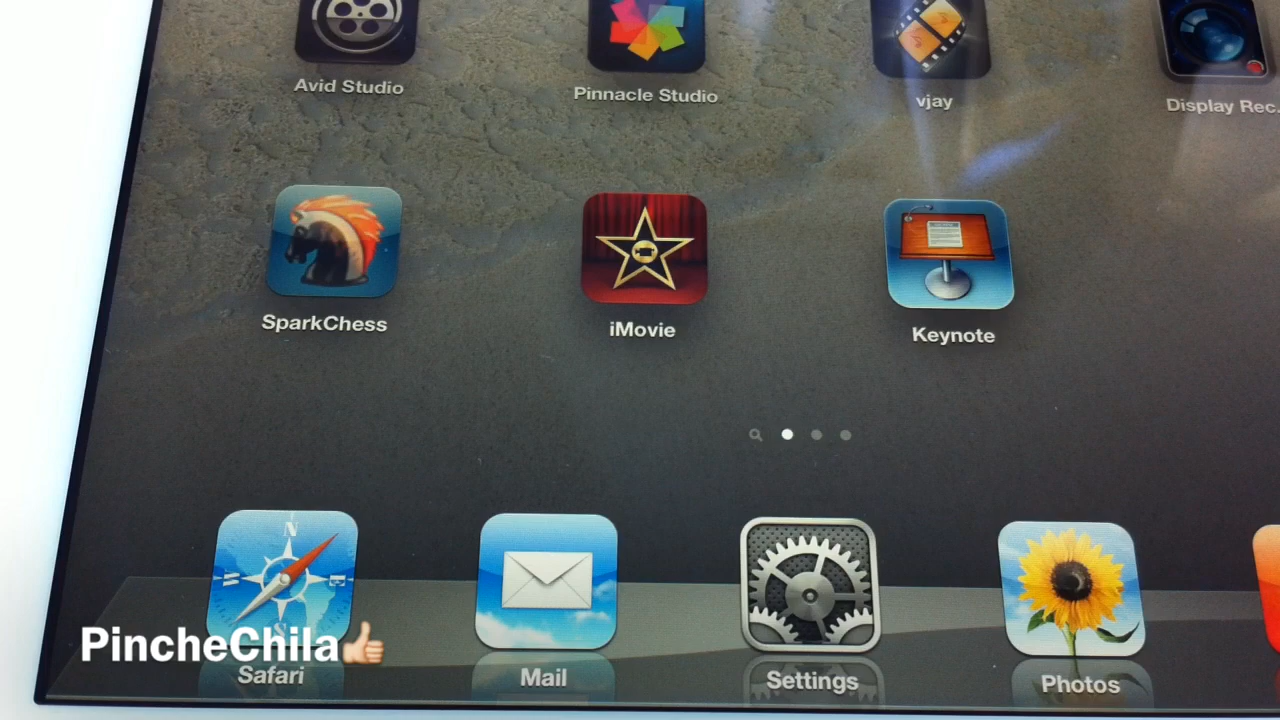 Avid Studio
Pinnacle Studio
vjay
Display Rec.
SparkChess
iMovie
Keynote
N
W E
PincheChila👍
Safari
Mail
Settings
Photos